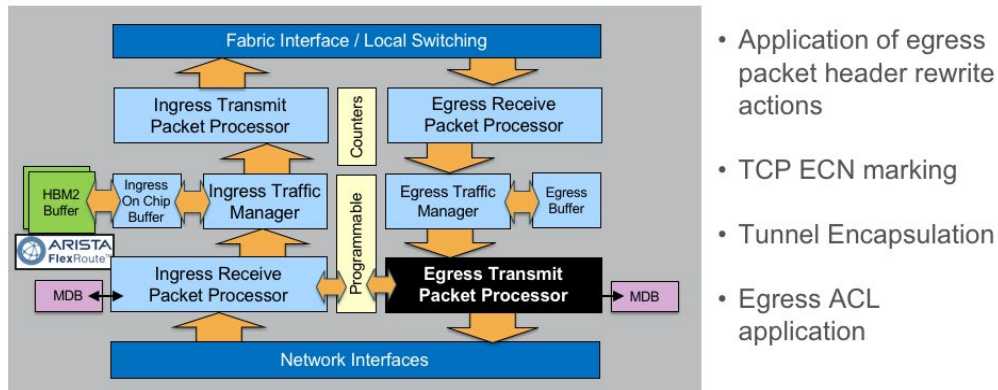 Fabric Interface / Local Switching
Ingress Transmit
Packet Processor
Counters
Egress Receive
Packet Processor
HBM2
Buffer
Ingress
On Chip
Buffer
Ingress Traffic
Manager
Egress Traffic
Manager
Egress
Buffer
ARISTA
FlexRoute™
Programmable
MDB
Ingress Receive
Packet Processor
Egress Transmit
Packet Processor
MDB
Network Interfaces
• Application of egress
packet header rewrite
actions
• TCP ECN marking
• Tunnel Encapsulation
• Egress ACL
application